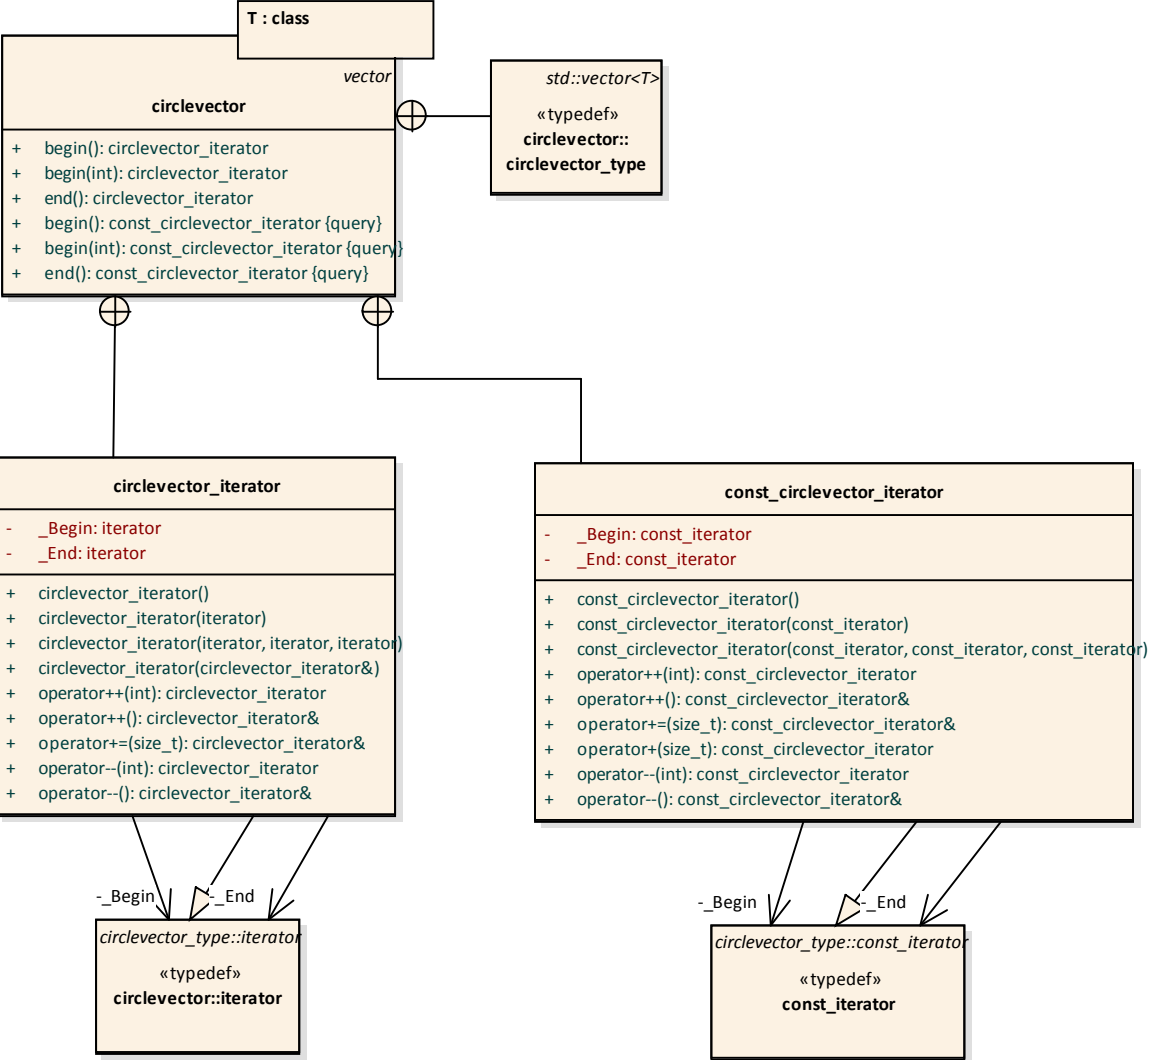 T : class
vector
circlevector
+ begin(): circlevector_iterator
+ begin(int): circlevector_iterator
+ end(): circlevector_iterator
+ begin(): const_circlevector_iterator {query}
+ begin(int): const_circlevector_iterator {query}
+ end(): const_circlevector_iterator {query}
std::vector<T>
«typedef»
circlevector::
circlevector_type
circlevector_iterator
- _Begin: iterator
- _End: iterator
+ circlevector_iterator()
+ circlevector_iterator(iterator)
+ circlevector_iterator(iterator, iterator, iterator)
+ circlevector_iterator(circlevector_iterator&)
+ operator++(int): circlevector_iterator
+ operator++(): circlevector_iterator&
+ operator+=(size_t): circlevector_iterator&
+ operator--(int): circlevector_iterator
+ operator--(): circlevector_iterator&
const_circlevector_iterator
- _Begin: const_iterator
- _End: const_iterator
+ const_circlevector_iterator()
+ const_circlevector_iterator(const_iterator)
+ const_circlevector_iterator(const_iterator, const_iterator, const_iterator)
+ operator++(int): const_circlevector_iterator
+ operator++(): const_circlevector_iterator&
+ operator+=(size_t): const_circlevector_iterator&
+ operator+(size_t): const_circlevector_iterator
+ operator--(int): const_circlevector_iterator
+ operator--(): const_circlevector_iterator&
-_Begin
-_End
circlevector_type::iterator
«typedef»
circlevector::iterator
-_Begin
-_End
circlevector_type::const_iterator
«typedef»
const_iterator